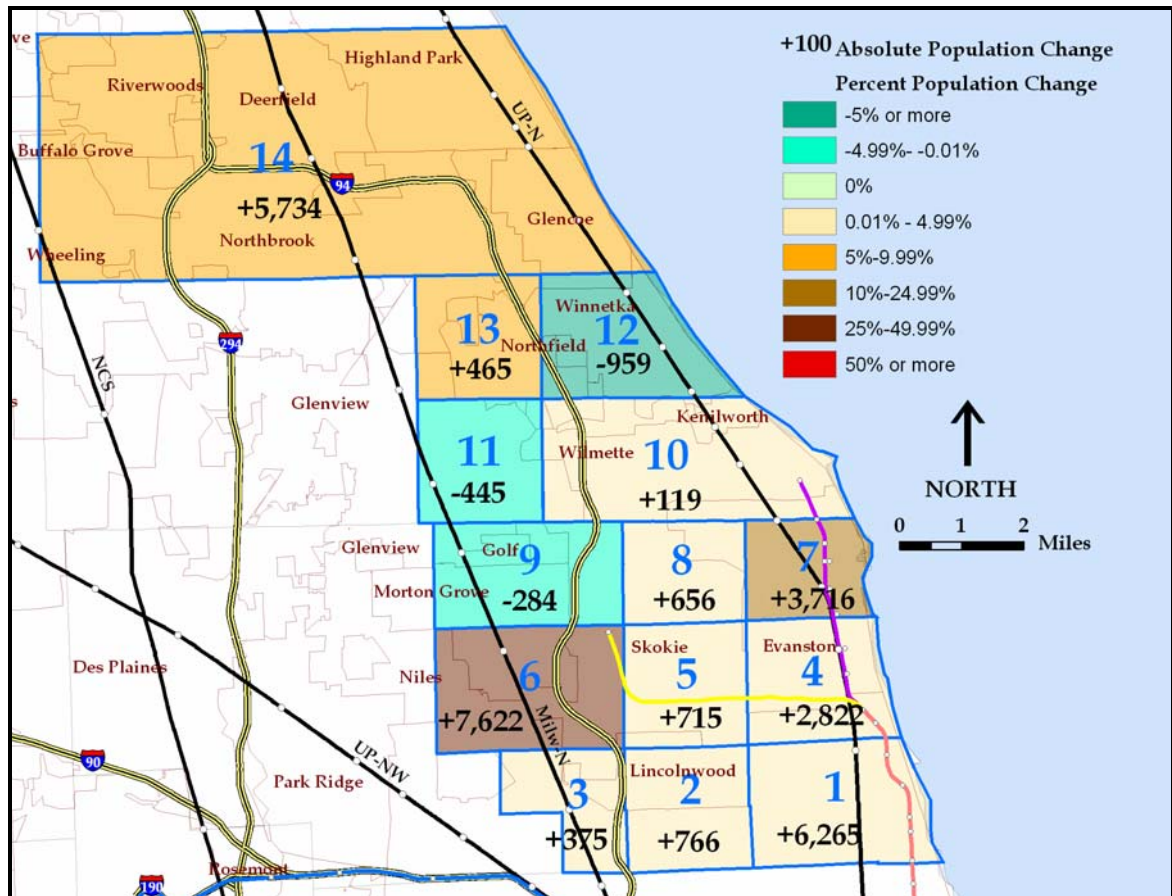 ve
Highland Park
+100 Absolute Population Change
Percent Population Change
-5% or more
-4.99%- -0.01%
0%
0.01% - 4.99%
5%-9.99%
10%-24.99%
25%-49.99%
50% or more
Riverwoods
Deerfield
UP-N
Buffalo Grove
14
94
+5,734
Glencoe
Northbrook
Wheeling
Winnetka
13
12
Northfield
294
+465
-959
NCS
s
Glenview
Kenilworth
11
Wilmette
10
-445
+119
NORTH
0 1 2 Miles
Glenview
Golf
9
8
7
Morton Grove
-284
+656
+3,716
Des Plaines
Niles
6
Skokie
5
Evanston
4
+7,622
+715
+2,822
Milw-N
UP-NW
90
Park Ridge
3
Lincolnwood
2
1
+375
+766
+6,265
Rosemont
190